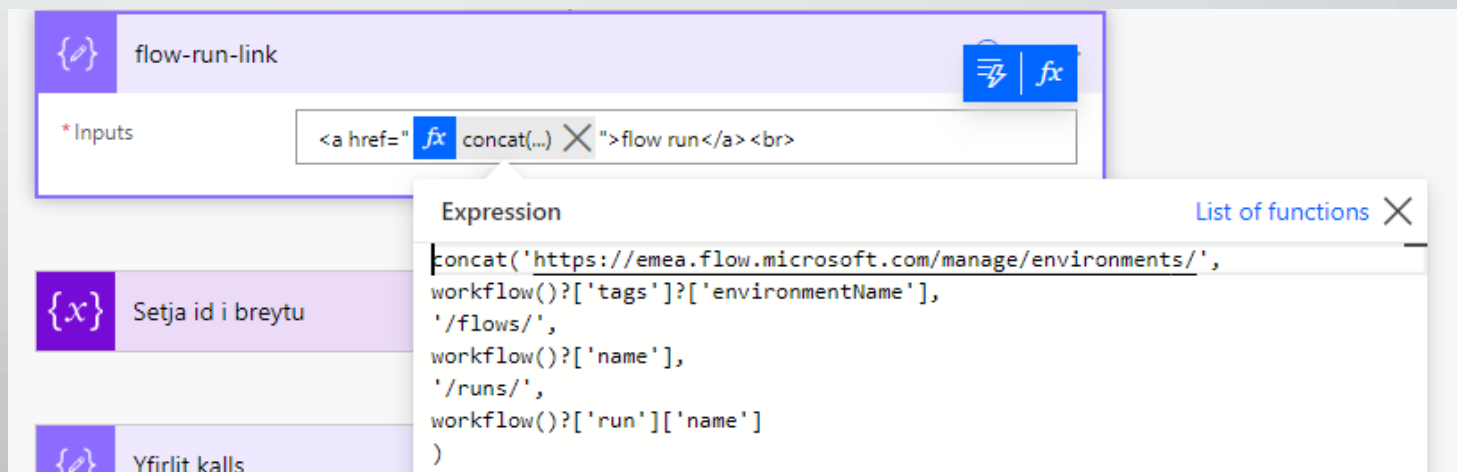 flow-run-link
fx
*Inputs
<a href=" fx concat(...) ">flow run</a><br>
Expression
List of functions
concat('https://emea.flow.microsoft.com/manage/environments/',
workflow()?['tags']?['environmentName'],
'/flows/',
workflow()?['name'],
'/runs/',
workflow()?['run']['name']
)
{x}
Setja id i breytu
Yfirlit kalls